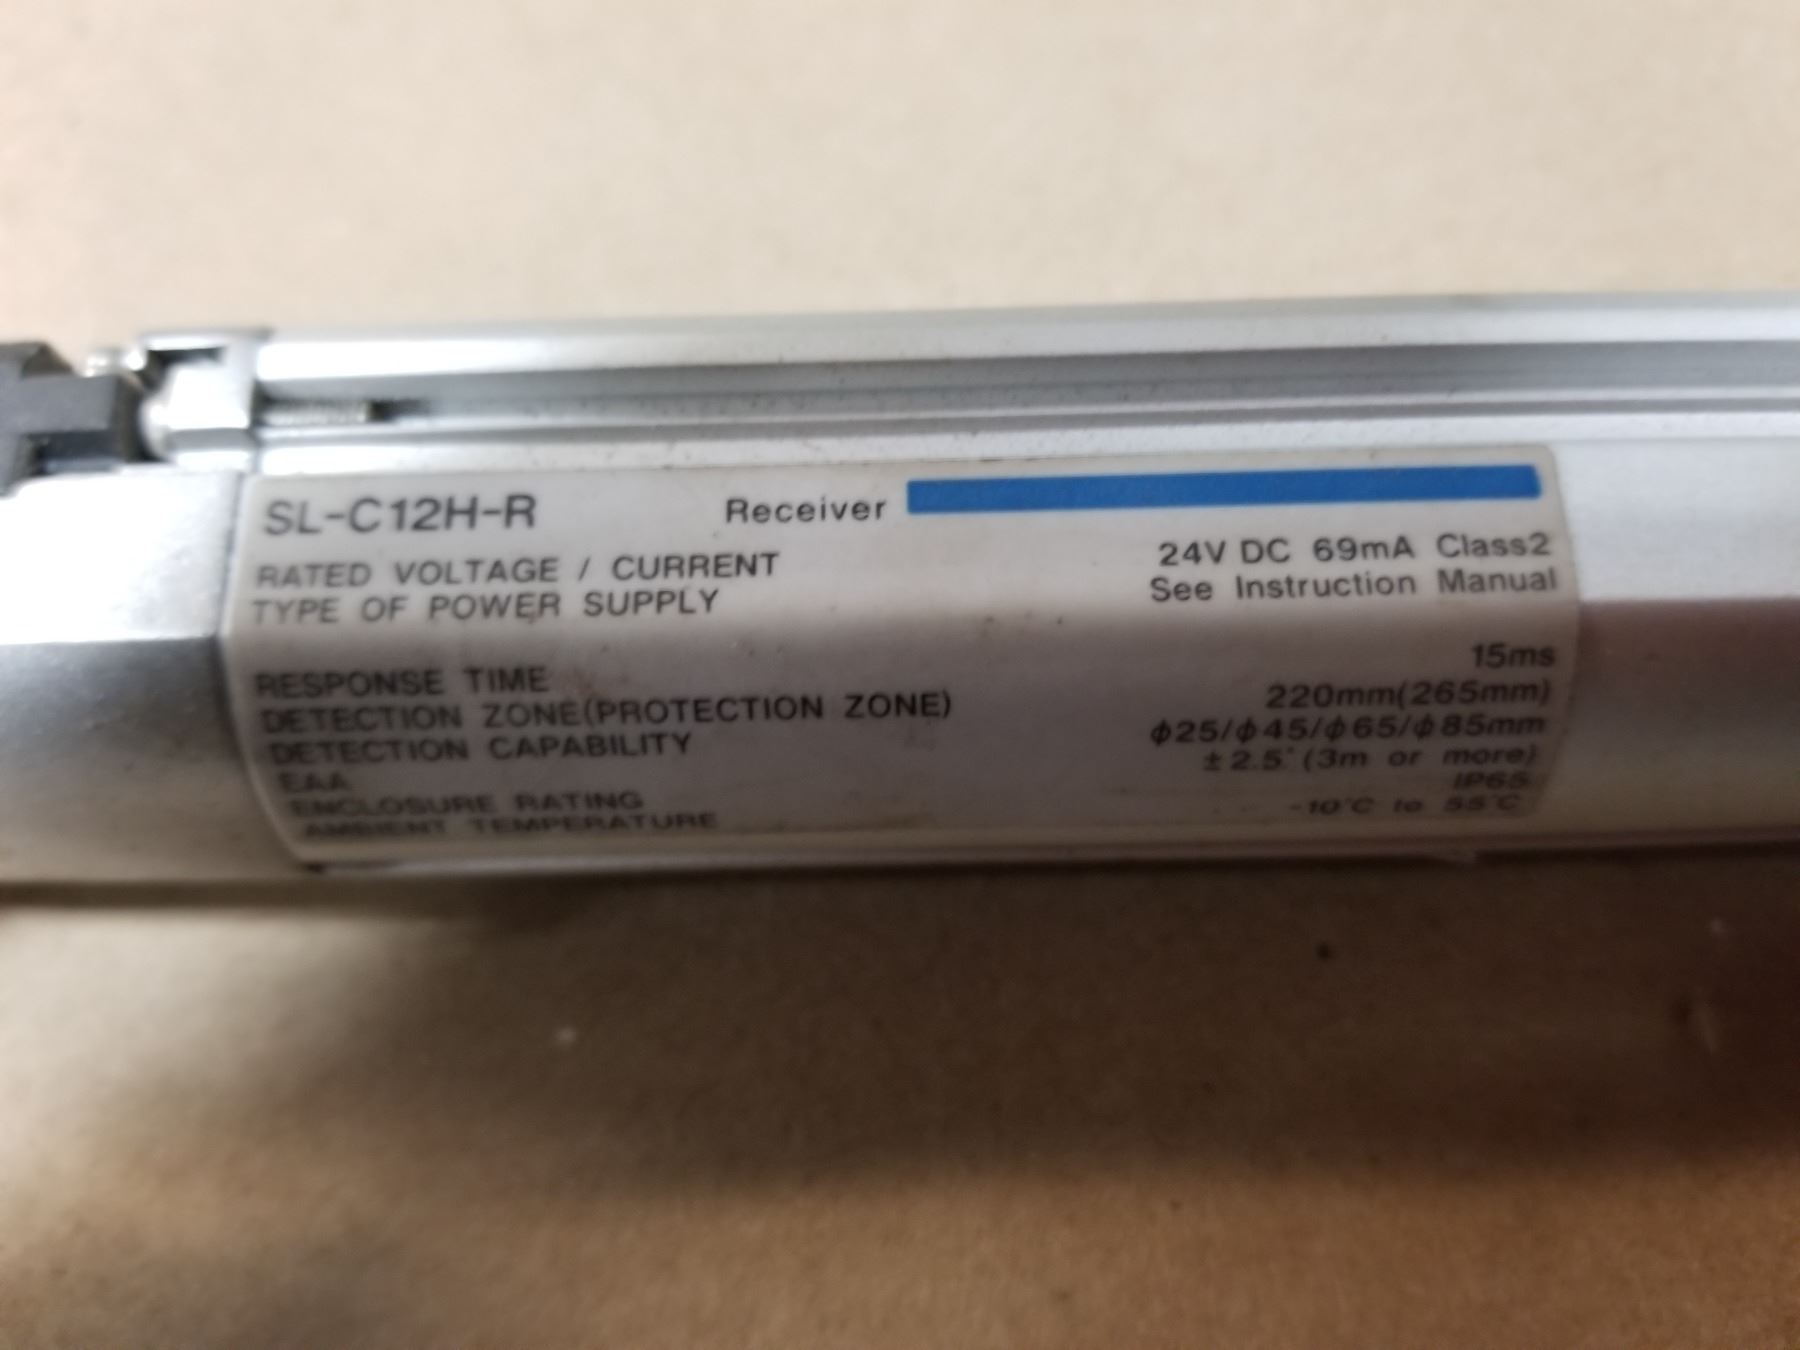 SL-C12H-R Receiver
RATED VOLTAGE / CURRENT 24V DC 69mA Class2
TYPE OF POWER SUPPLY See Instruction Manual
RESPONSE TIME 15ms
DETECTION ZONE(PROTECTION ZONE) 220mm(265mm)
DETECTION CAPABILITY ϕ25/ϕ45/ϕ65/ϕ85mm
EAA ±2.5°(3m or more)
ENCLOSURE RATING IP65
AMBIENT TEMPERATURE -10°C to 55°C